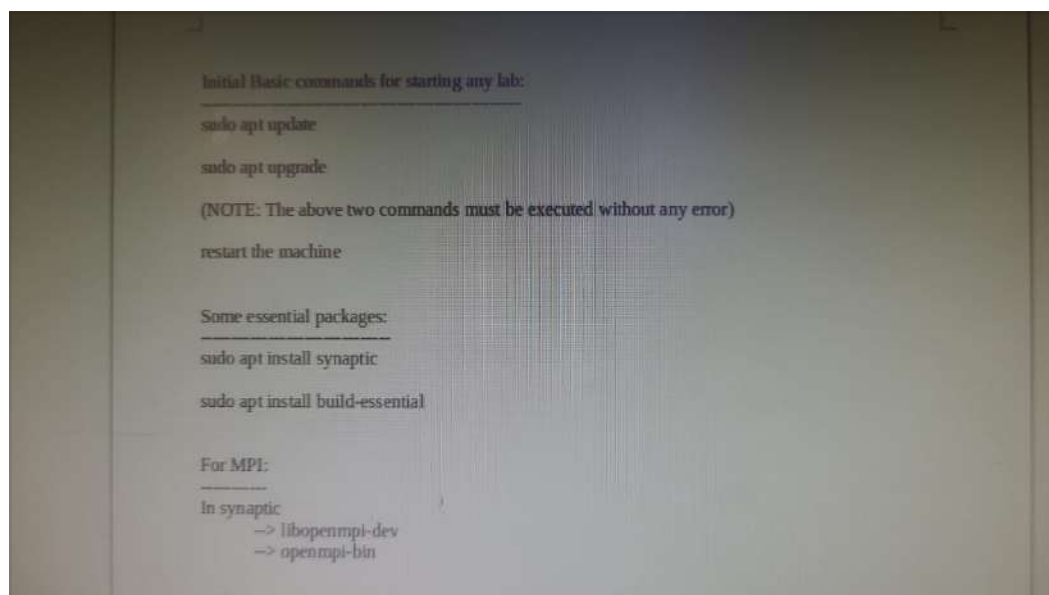 Initial Basic commands for starting any lab:
--------------------------------------------------
sudo apt update
sudo apt upgrade
(NOTE: The above two commands must be executed without any error)
restart the machine
Some essential packages:
-----------------------------
sudo apt install synaptic
sudo apt install build-essential
For MPI:
-----------
In synaptic
--> libopenmpi-dev
--> openmpi-bin